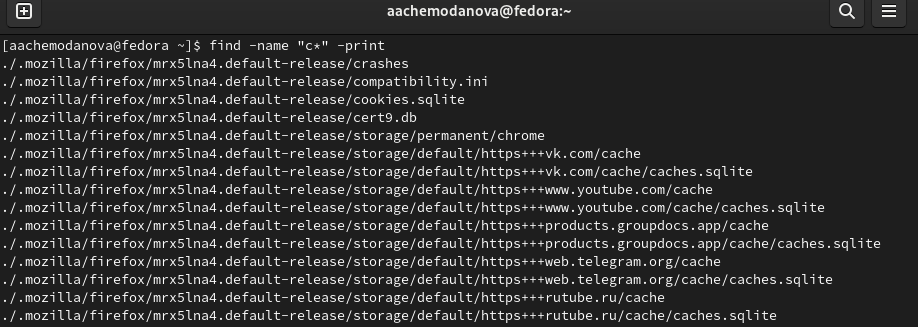 aachemodanova@fedora:~
[aachemodanova@fedora ~]$ find -name "c*" -print
./.mozilla/firefox/mrx5lna4.default-release/crashes
./.mozilla/firefox/mrx5lna4.default-release/compatibility.ini
./.mozilla/firefox/mrx5lna4.default-release/cookies.sqlite
./.mozilla/firefox/mrx5lna4.default-release/cert9.db
./.mozilla/firefox/mrx5lna4.default-release/storage/permanent/chrome
./.mozilla/firefox/mrx5lna4.default-release/storage/default/https+++vk.com/cache
./.mozilla/firefox/mrx5lna4.default-release/storage/default/https+++vk.com/cache/caches.sqlite
./.mozilla/firefox/mrx5lna4.default-release/storage/default/https+++www.youtube.com/cache
./.mozilla/firefox/mrx5lna4.default-release/storage/default/https+++www.youtube.com/cache/caches.sqlite
./.mozilla/firefox/mrx5lna4.default-release/storage/default/https+++products.groupdocs.app/cache
./.mozilla/firefox/mrx5lna4.default-release/storage/default/https+++products.groupdocs.app/cache/caches.sqlite
./.mozilla/firefox/mrx5lna4.default-release/storage/default/https+++web.telegram.org/cache
./.mozilla/firefox/mrx5lna4.default-release/storage/default/https+++web.telegram.org/cache/caches.sqlite
./.mozilla/firefox/mrx5lna4.default-release/storage/default/https+++rutube.ru/cache
./.mozilla/firefox/mrx5lna4.default-release/storage/default/https+++rutube.ru/cache/caches.sqlite